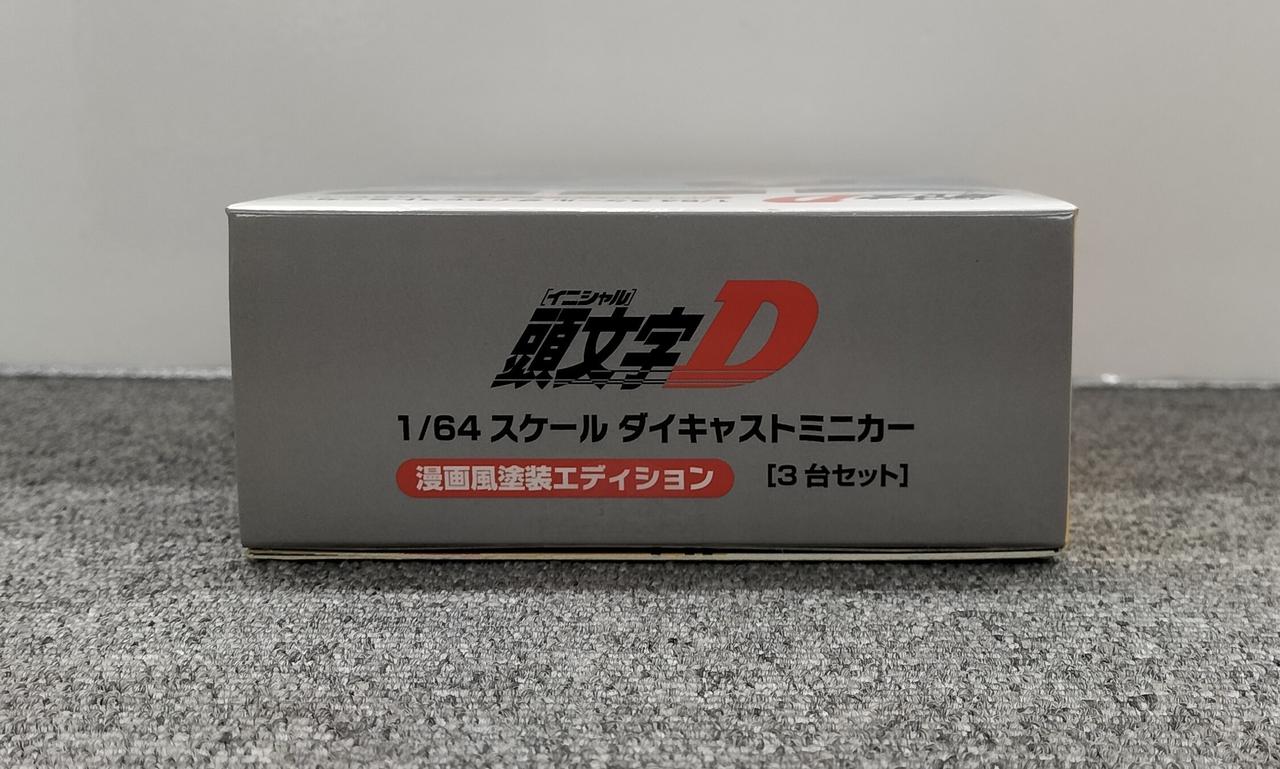 [イニシャル]
頭文字D
1/64 スケール ダイキャストミニカー
漫画風塗装エディション [3台セット]